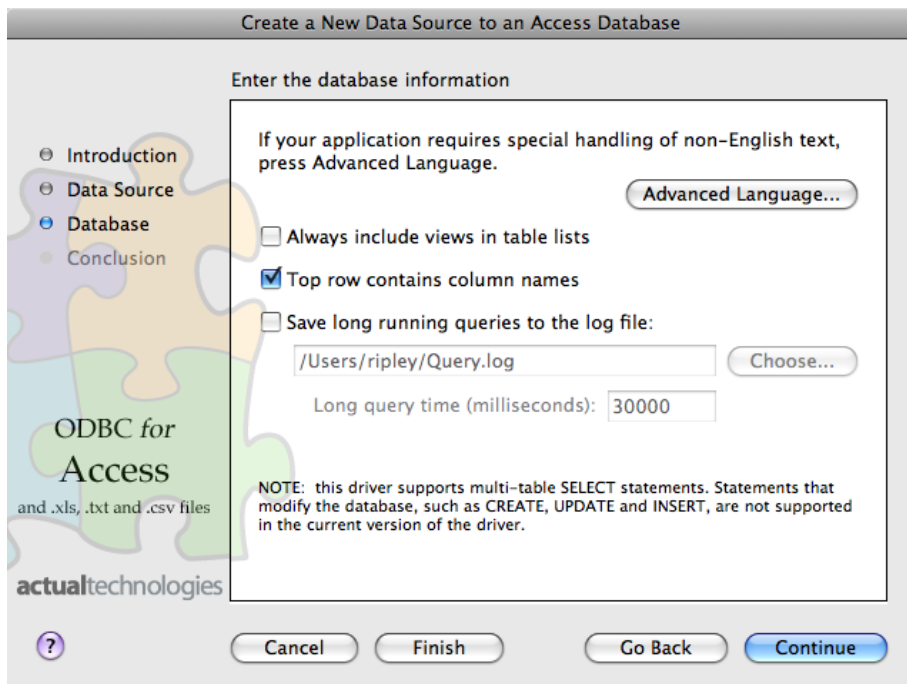 Create a New Data Source to an Access Database
Enter the database information
Introduction
Data Source
Database
Conclusion
ODBC for
Access
and .xls, .txt and .csv files
actualtechnologies
If your application requires special handling of non-English text,
press Advanced Language.
Advanced Language...
Always include views in table lists
Top row contains column names
Save long running queries to the log file:
/Users/ripley/Query.log
Choose...
Long query time (milliseconds):
30000
NOTE:  this driver supports multi-table SELECT statements. Statements that
modify the database, such as CREATE, UPDATE and INSERT, are not supported
in the current version of the driver.
?
Cancel
Finish
Go Back
Continue